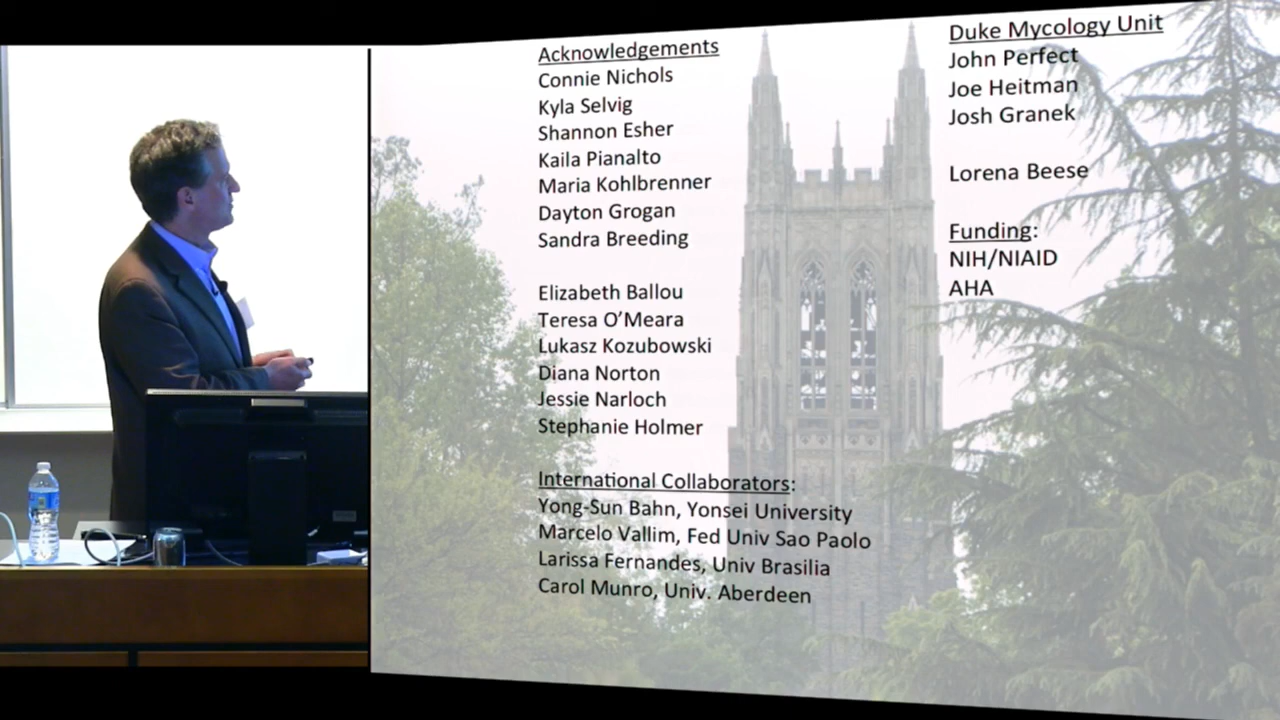 Acknowledgements
Connie Nichols
Kyla Selvig
Shannon Esher
Kaila Pianalto
Maria Kohlbrenner
Dayton Grogan
Sandra Breeding
Elizabeth Ballou
Teresa O’Meara
Lukasz Kozubowski
Diana Norton
Jessie Narloch
Stephanie Holmer
International Collaborators:
Yong-Sun Bahn, Yonsei University
Marcelo Vallim, Fed Univ Sao Paolo
Larissa Fernandes, Univ Brasilia
Carol Munro, Univ. Aberdeen
Duke Mycology Unit
John Perfect
Joe Heitman
Josh Granek
Lorena Beese
Funding:
NIH/NIAID
AHA